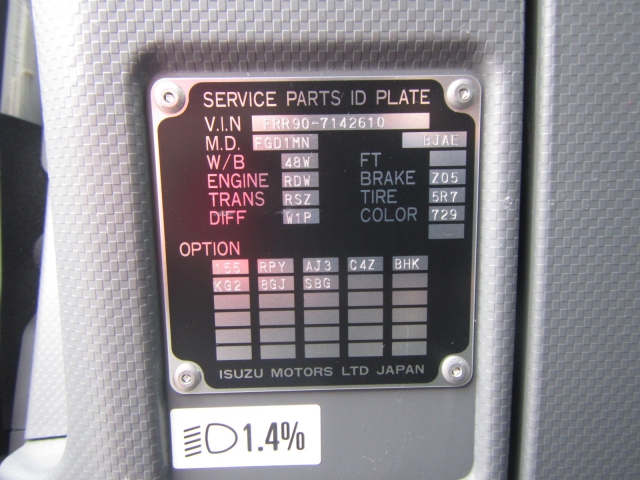 SERVICE PARTS ID PLATE
V.I.N FRR90-7142610
M.D. FGD1MN BJAE
W/B 48W FT
ENGINE RDW BRAKE Z05
TRANS RSZ TIRE 5R7
DIFF W1P COLOR 729
OPTION
RPY AJ3 C4Z BHK
KG2 8GJ SBG
ISUZU MOTORS LTD JAPAN
1.4%